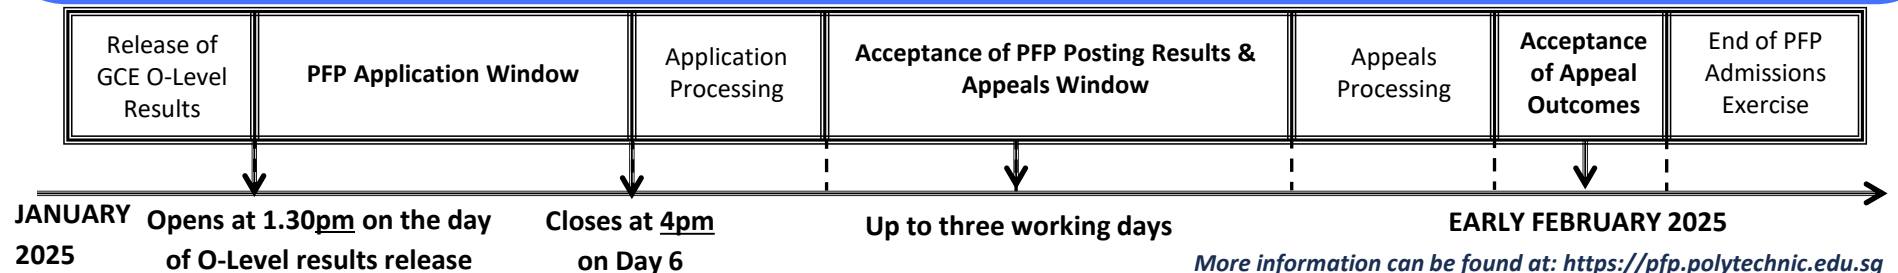 Release of
GCE O-Level
Results
PFP Application Window
Application
Processing
Acceptance of PFP Posting Results &
Appeals Window
Appeals
Processing
Acceptance
of Appeal
Outcomes
End of PFP
Admissions
Exercise
JANUARY
2025
Opens at 1.30pm on the day
of O-Level results release
Closes at 4pm
on Day 6
Up to three working days
EARLY FEBRUARY 2025
More information can be found at: https://pfp.polytechnic.edu.sg